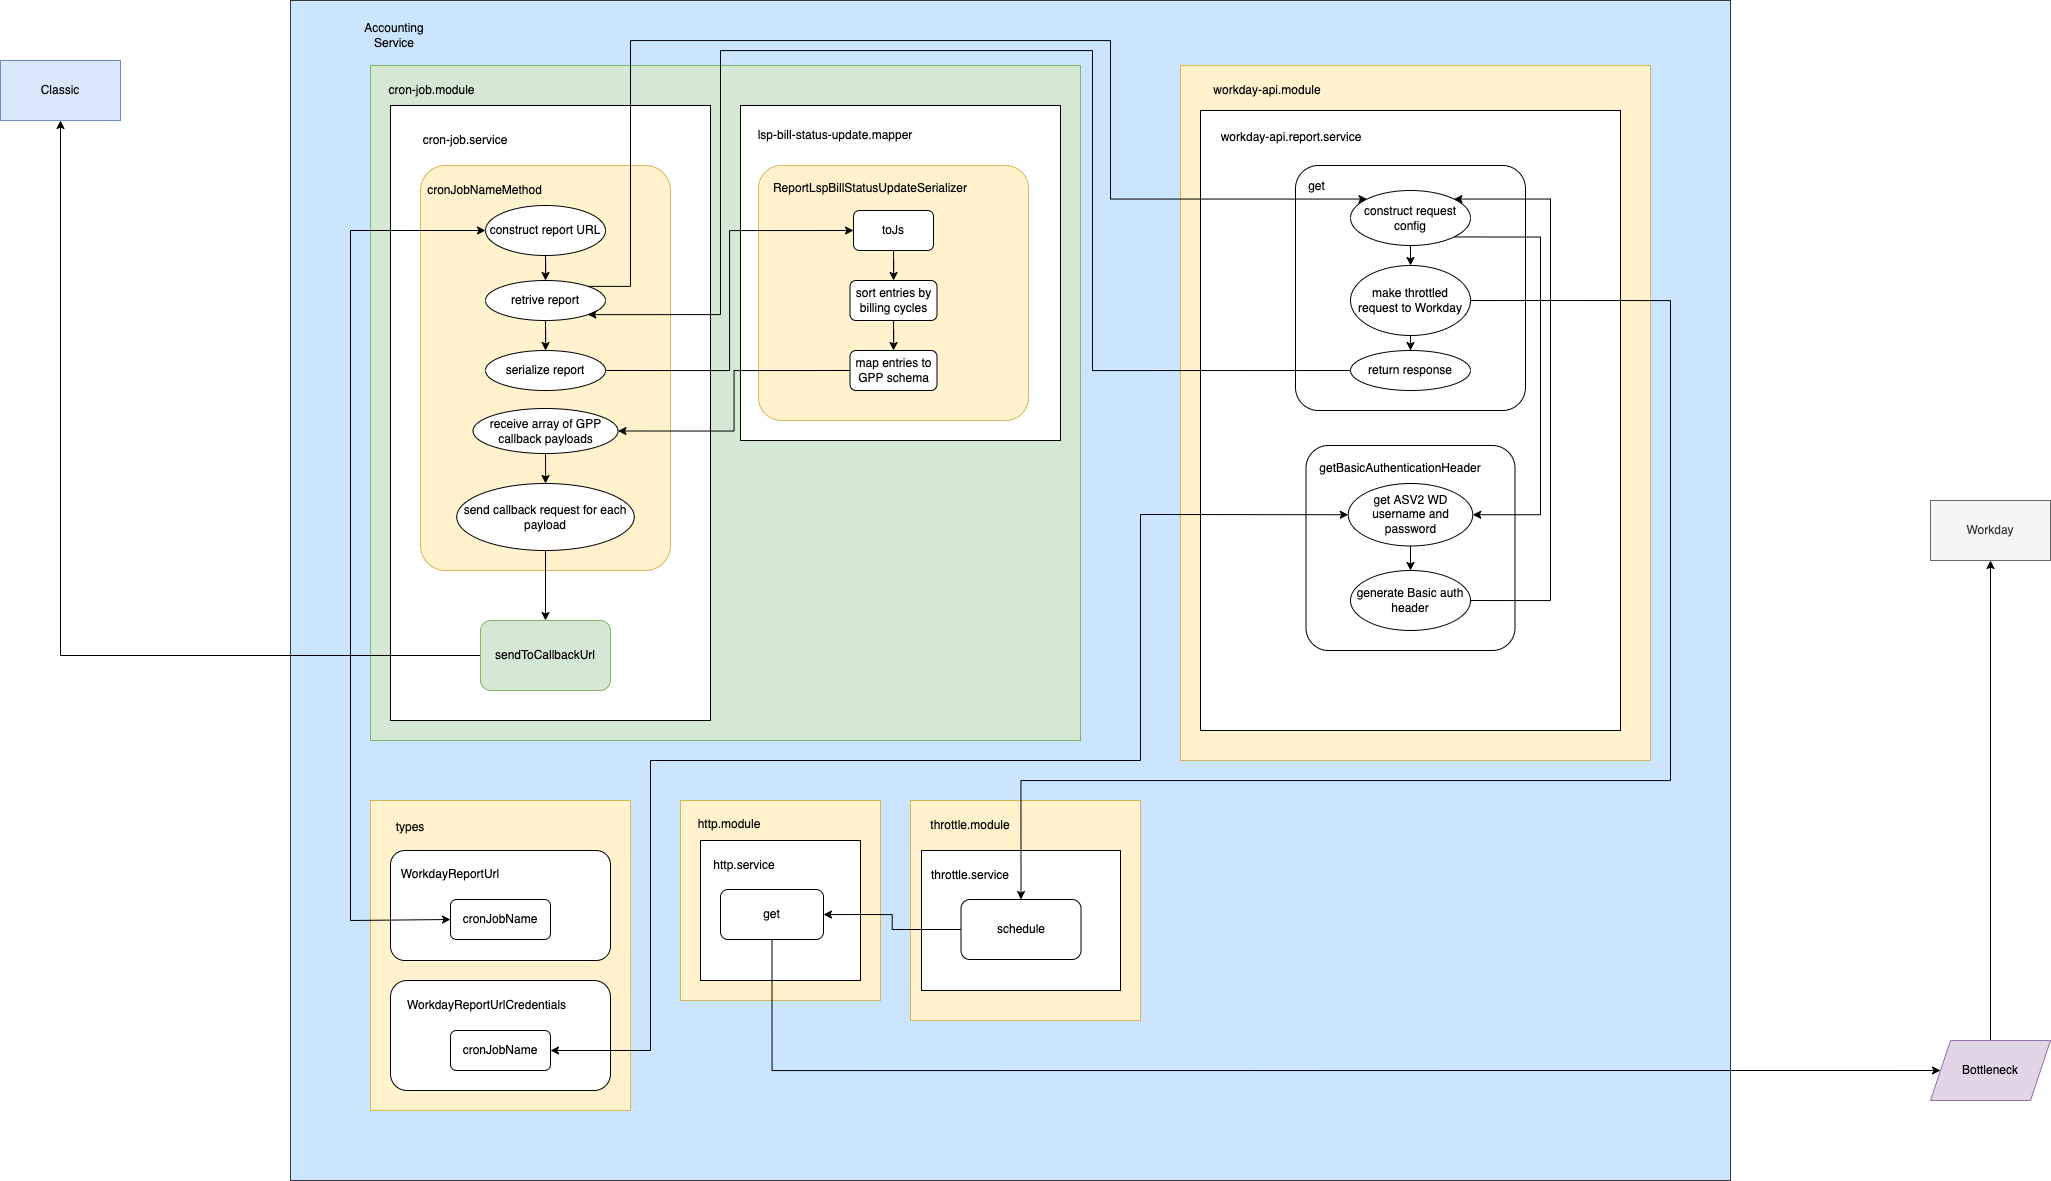 Accounting
Service
Classic
cron-job.module
cron-job.service
cronJobNameMethod
construct report URL
retrive report
serialize report
receive array of GPP
callback payloads
send callback request for each
payload
sendToCallbackUrl
lsp-bill-status-update.mapper
ReportLspBillStatusUpdateSerializer
toJs
sort entries by
billing cycles
map entries to
GPP schema
workday-api.module
workday-api.report.service
get
construct request
config
make throttled
request to Workday
return response
getBasicAuthenticationHeader
get ASV2 WD
username and
password
generate Basic auth
header
Workday
types
WorkdayReportUrl
cronJobName
WorkdayReportUrlCredentials
cronJobName
http.module
http.service
get
throttle.module
throttle.service
schedule
Bottleneck